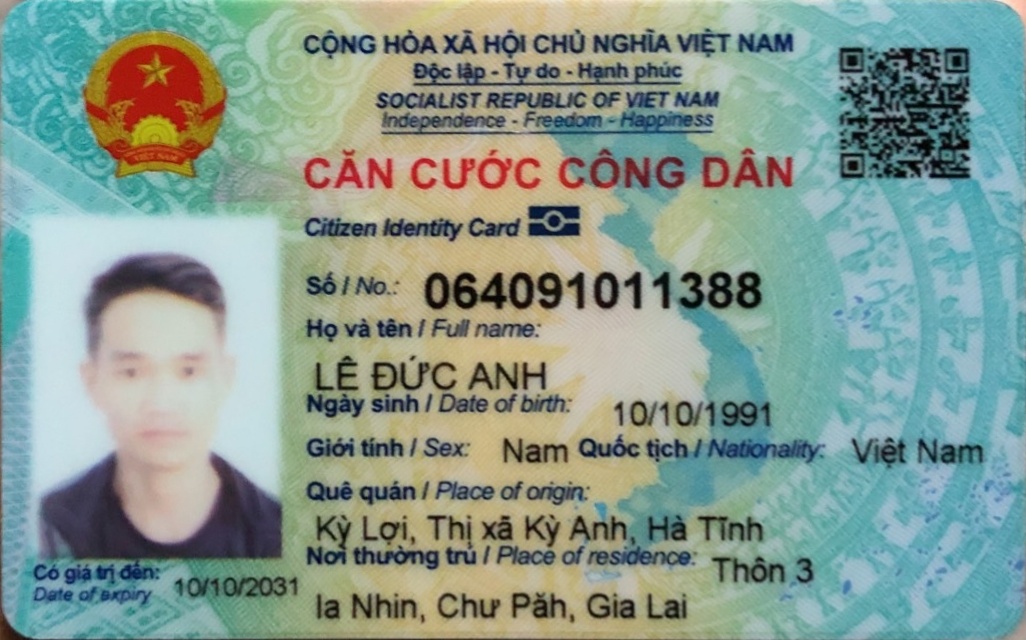 CỘNG HÒA XÃ HỘI CHỦ NGHĨA VIỆT NAM
Độc lập - Tự do - Hạnh phúc
SOCIALIST REPUBLIC OF VIET NAM
Independence - Freedom - Happiness
CĂN CƯỚC CÔNG DÂN
Citizen Identity Card
VIỆT NAM
Số / No.: 064091011388
Họ và tên / Full name:
LÊ ĐỨC ANH
Ngày sinh / Date of birth: 10/10/1991
Giới tính / Sex: Nam Quốc tịch / Nationality: Việt Nam
Quê quán / Place of origin:
Kỳ Lợi, Thị xã Kỳ Anh, Hà Tĩnh
Nơi thường trú / Place of residence: Thôn 3
Ia Nhin, Chư Păh, Gia Lai
Có giá trị đến: 10/10/2031
Date of expiry